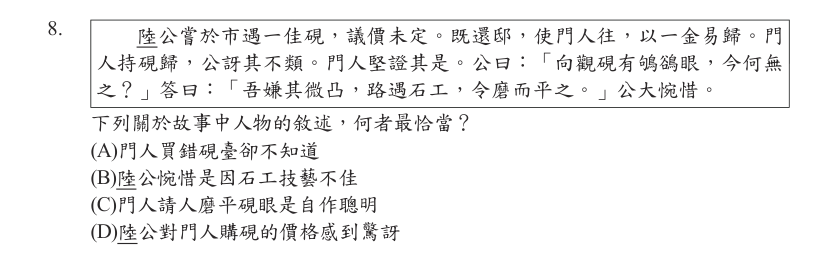 8.
陸公嘗於市遇一佳硯，議價未定。既還邸，使門人往，以一金易歸。門
人持硯歸，公訝其不類。門人堅證其是。公曰：「向觀硯有鴝鵒眼，今何無
之？」答曰：「吾嫌其微凸，路遇石工，令磨而平之。」公大惋惜。
下列關於故事中人物的敘述，何者最恰當？
(A)門人買錯硯臺卻不知道
(B)陸公惋惜是因石工技藝不佳
(C)門人請人磨平硯眼是自作聰明
(D)陸公對門人購硯的價格感到驚訝